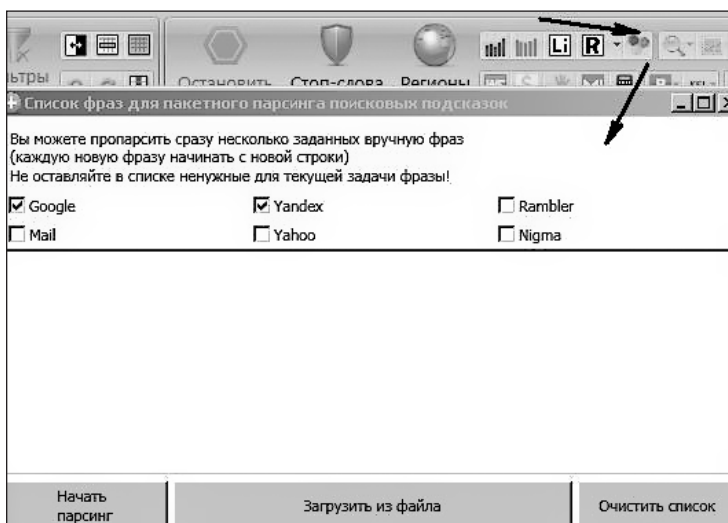 Li R
Остановить Стоп-слова Регионы
Список фраз для пакетного парсинга поисковых подсказок
Вы можете пропарсить сразу несколько заданных вручную фраз
(каждую новую фразу начинать с новой строки)
Не оставляйте в списке ненужные для текущей задачи фразы!
Google Yandex Rambler
Mail Yahoo Nigma
Начать
парсинг
Загрузить из файла
Очистить список